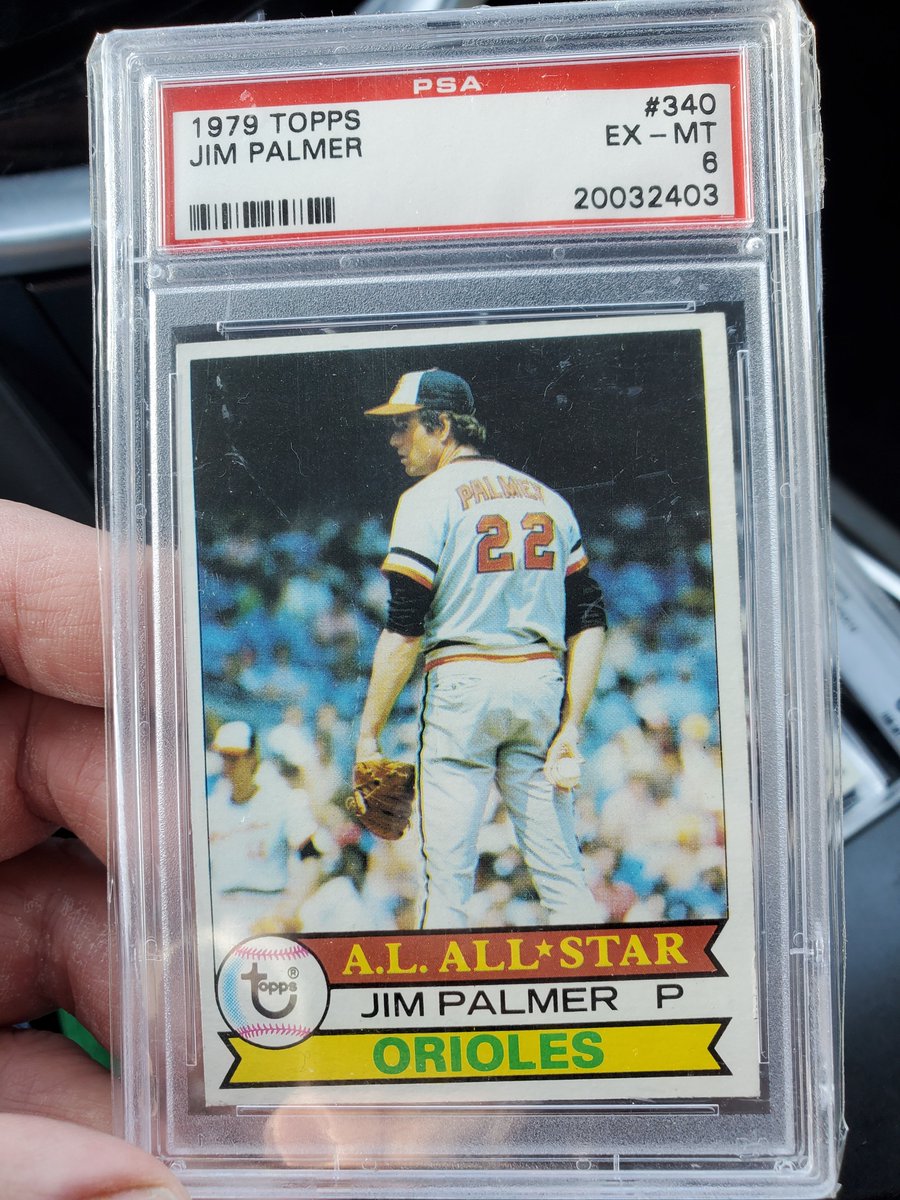 PSA
1979 TOPPS #340
JIM PALMER EX - MT
6
20032403
PALMER
22
A.L. ALL★STAR
topps®
JIM PALMER P
ORIOLES